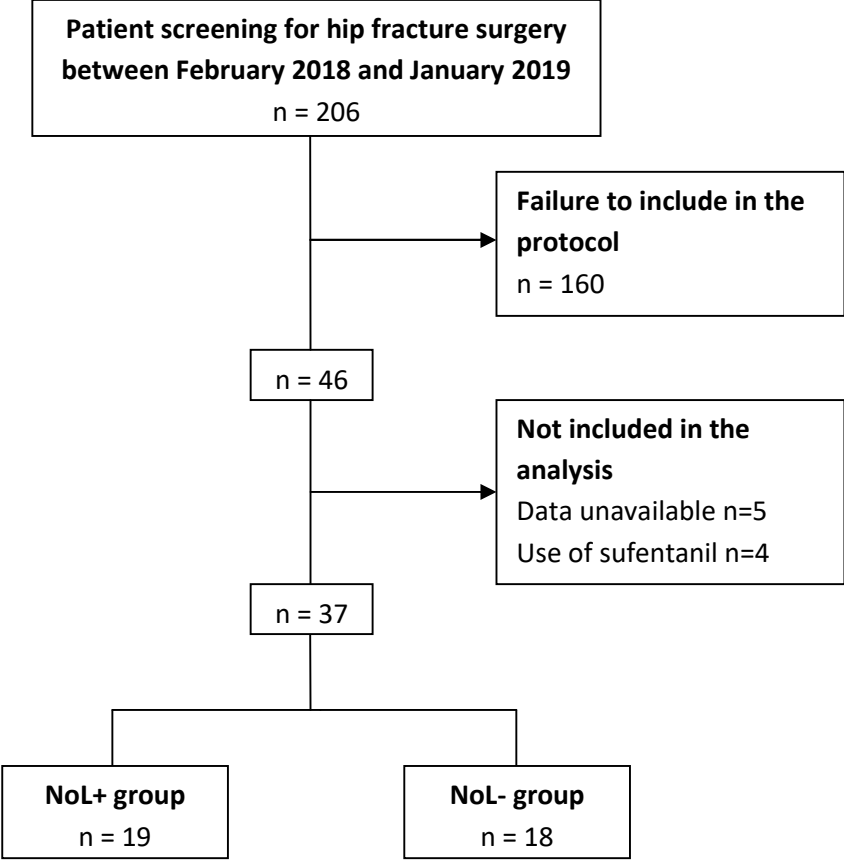 Patient screening for hip fracture surgery
between February 2018 and January 2019
n = 206
Failure to include in the
protocol
n = 160
n = 46
Not included in the
analysis
Data unavailable n=5
Use of sufentanil n=4
n = 37
NoL+ group
n = 19
NoL- group
n = 18